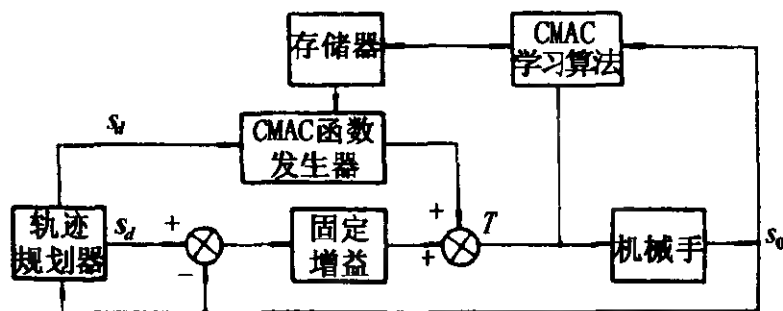 存储器
CMAC
学习算法
s_d
CMAC函数
发生器
轨迹
规划器
s_d
+
−
固定
增益
+
+
T
机械手
s_0